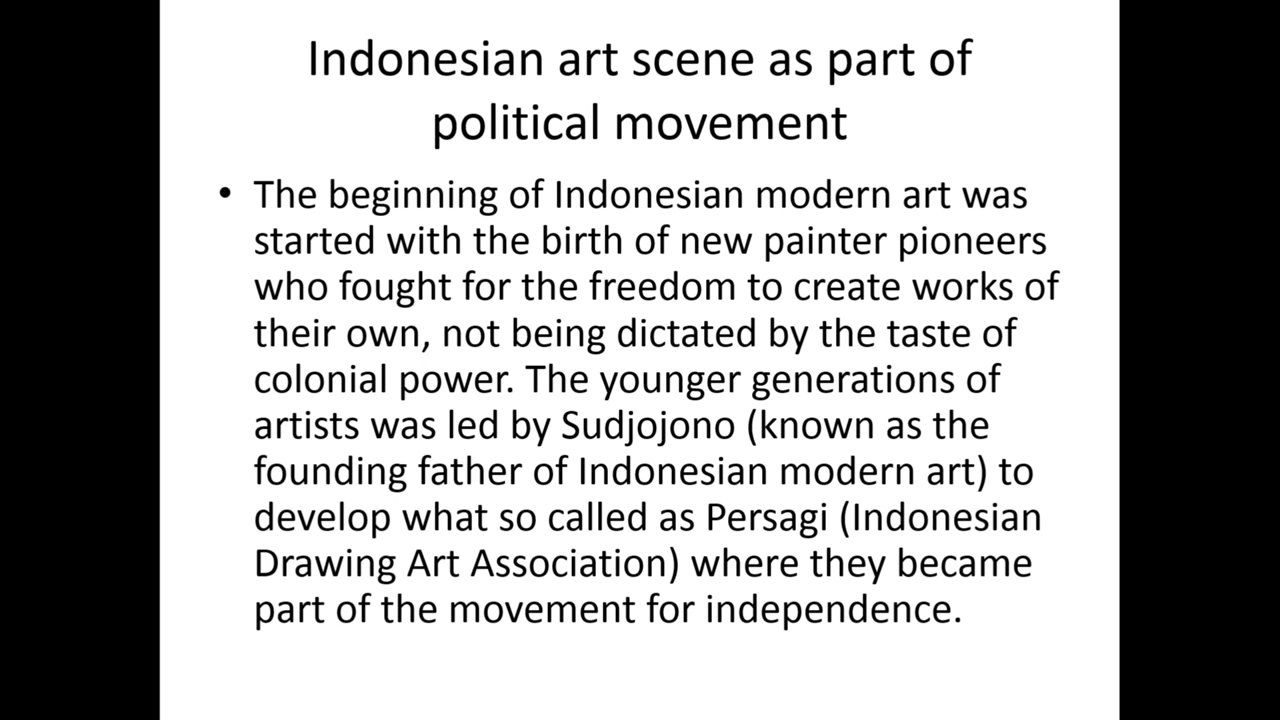 Indonesian art scene as part of
political movement
• The beginning of Indonesian modern art was
started with the birth of new painter pioneers
who fought for the freedom to create works of
their own, not being dictated by the taste of
colonial power. The younger generations of
artists was led by Sudjojono (known as the
founding father of Indonesian modern art) to
develop what so called as Persagi (Indonesian
Drawing Art Association) where they became
part of the movement for independence.